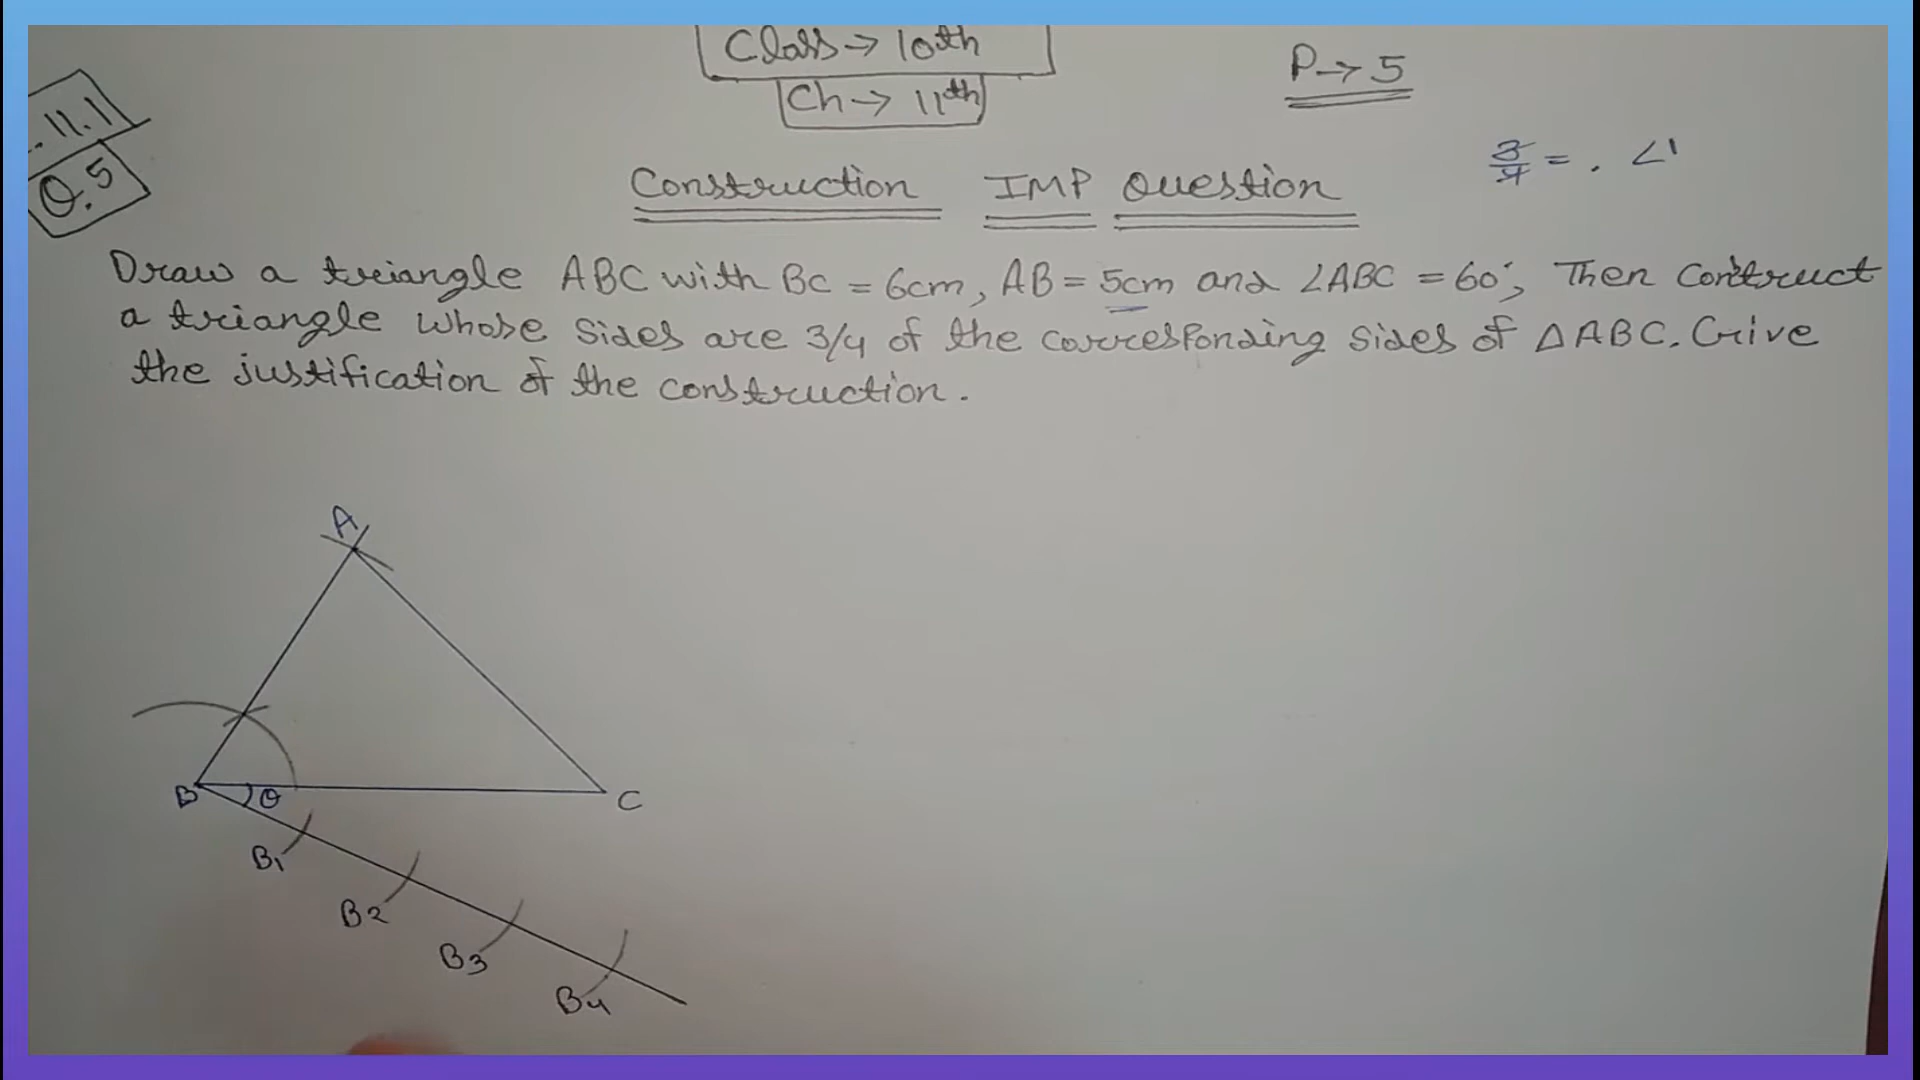 Class → 10th
Ch → 11th
P → 5
. 11.1
Q.5
3/4 = . <1
Construction IMP Question
Draw a triangle ABC with BC = 6cm, AB = 5cm and ∠ABC = 60°, Then Construct
a triangle whose sides are 3/4 of the corresponding sides of △ABC. Give
the justification of the construction.
A
B
θ
C
B1
B2
B3
B4